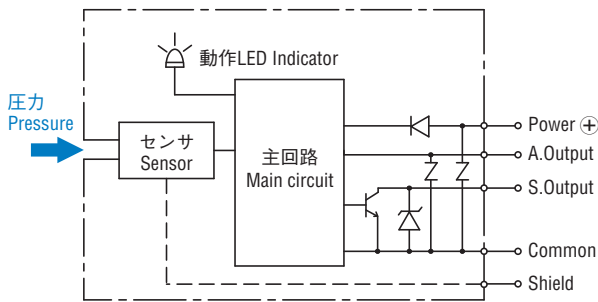 動作LED Indicator
圧力
Pressure
センサ
Sensor
主回路
Main circuit
Power ⊕
A.Output
S.Output
Common
Shield